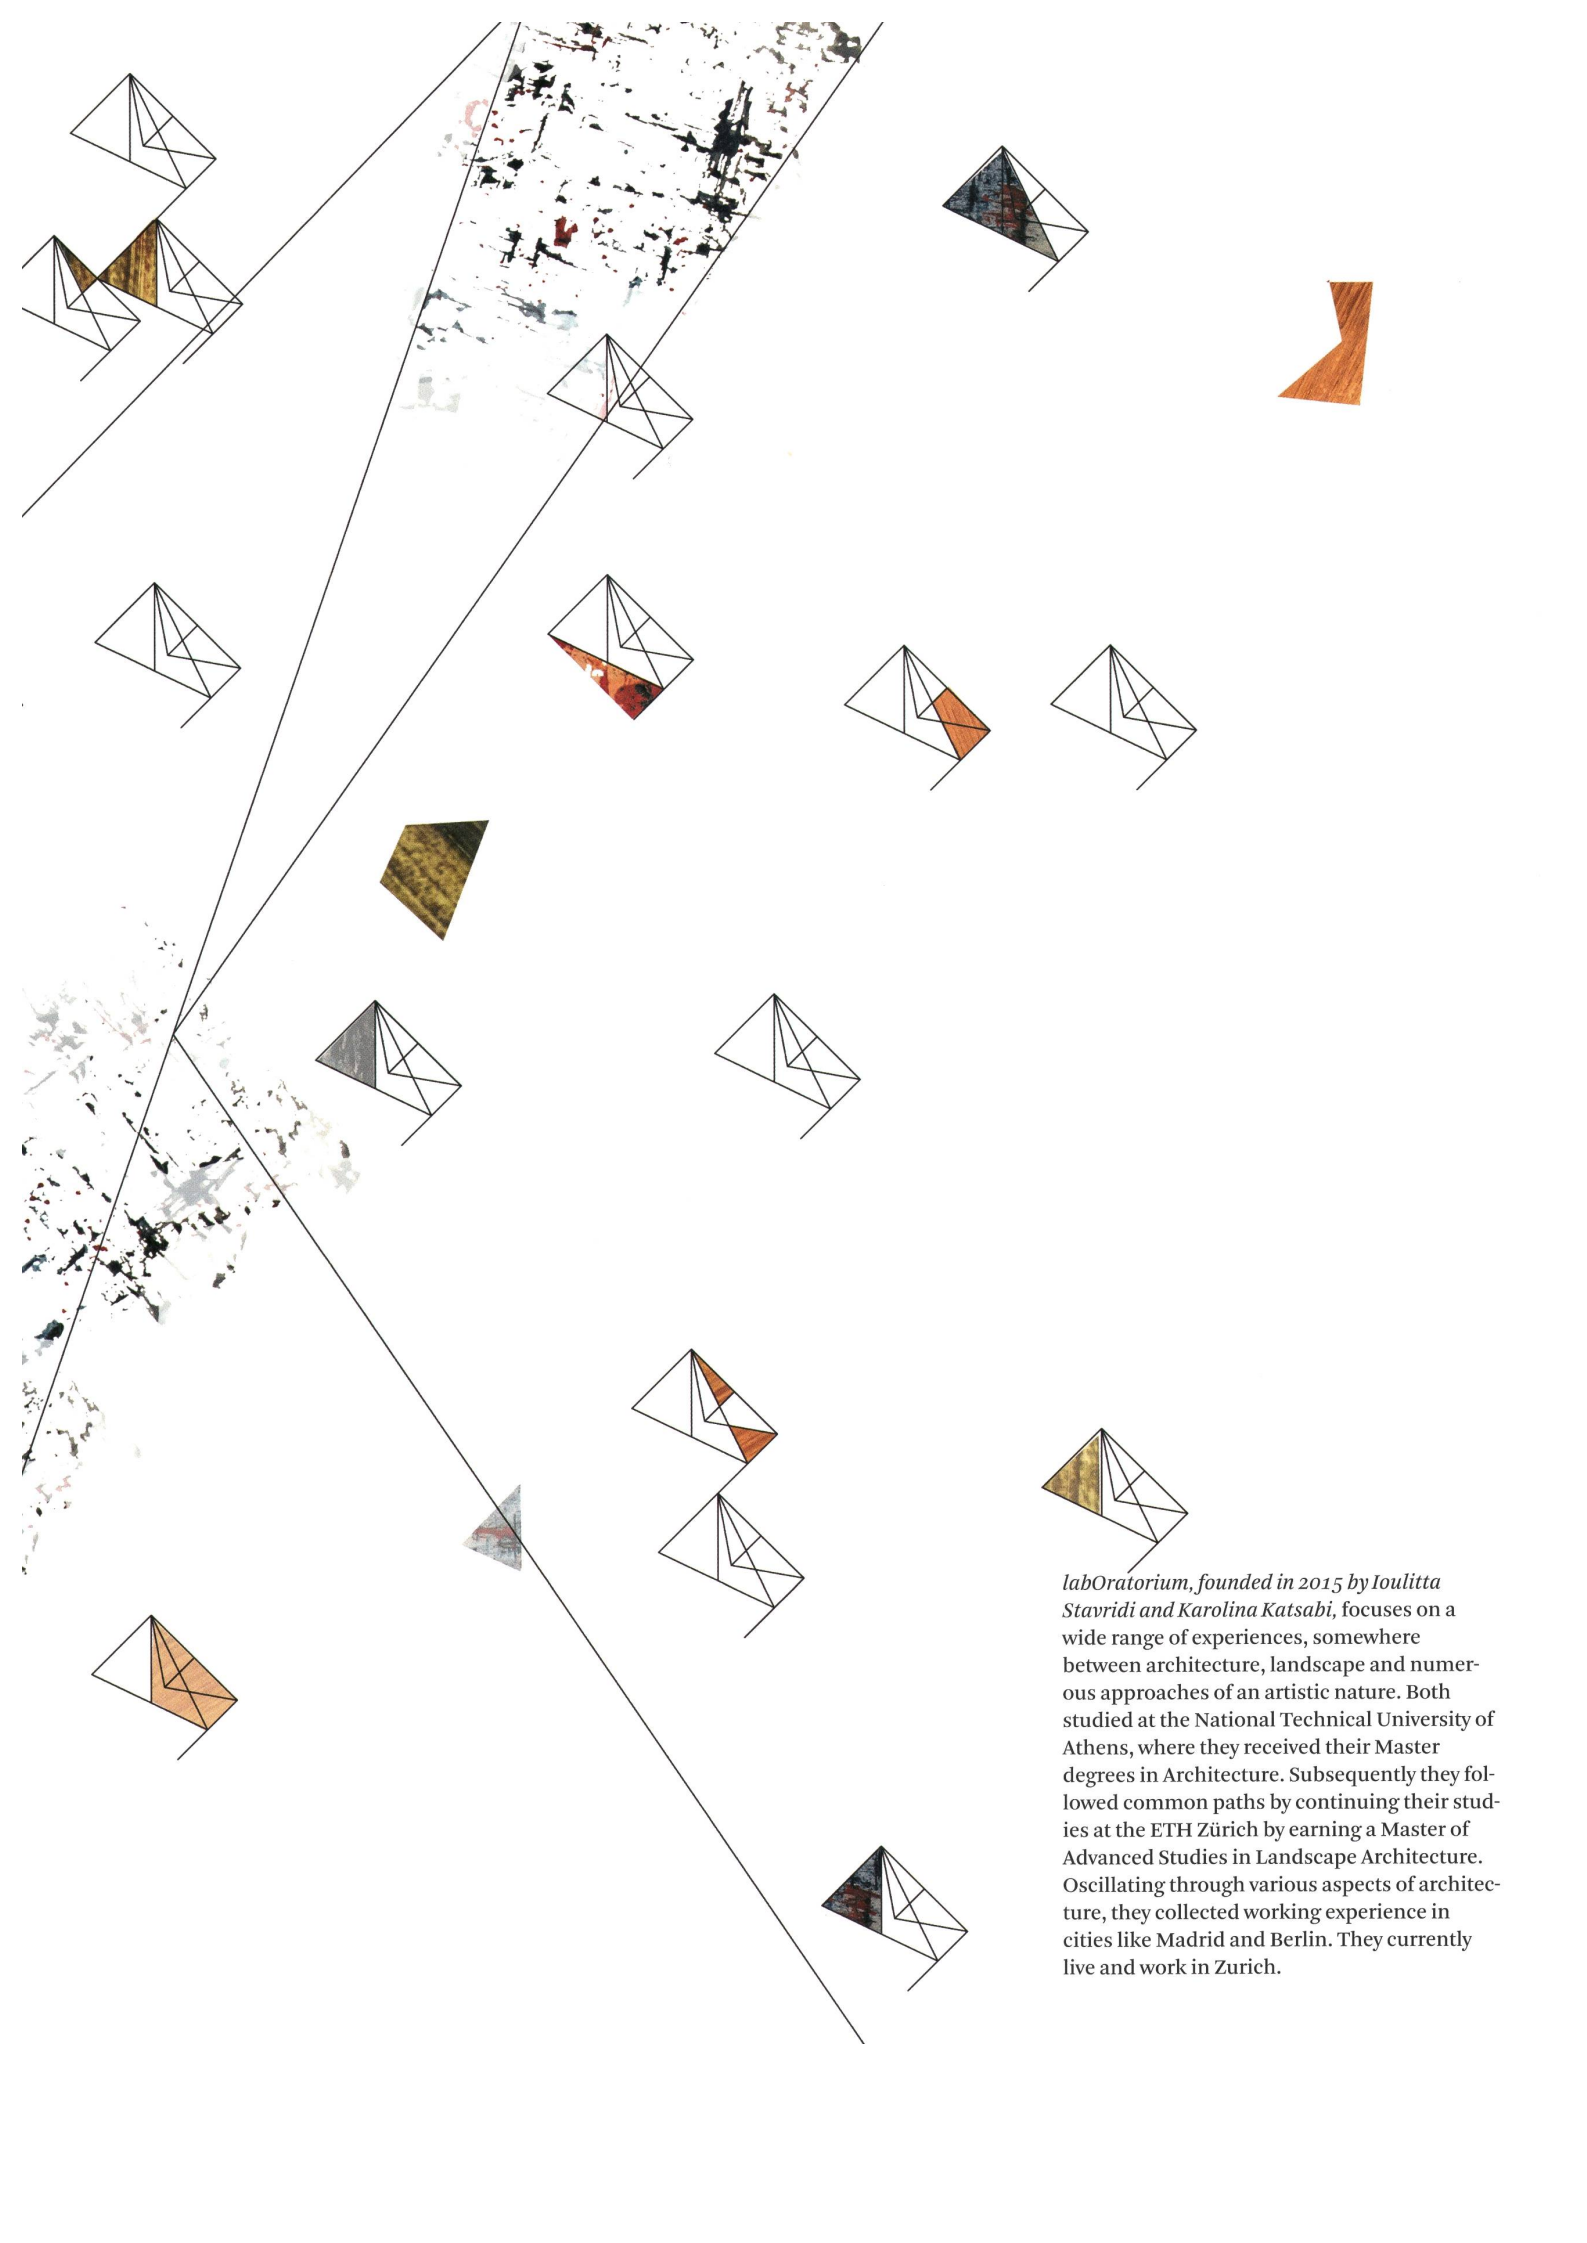 labOratorium, founded in 2015 by Ioulitta
Stavridi and Karolina Katsabi, focuses on a
wide range of experiences, somewhere
between architecture, landscape and numer-
ous approaches of an artistic nature. Both
studied at the National Technical University of
Athens, where they received their Master
degrees in Architecture. Subsequently they fol-
lowed common paths by continuing their stud-
ies at the ETH Zürich by earning a Master of
Advanced Studies in Landscape Architecture.
Oscillating through various aspects of architec-
ture, they collected working experience in
cities like Madrid and Berlin. They currently
live and work in Zurich.